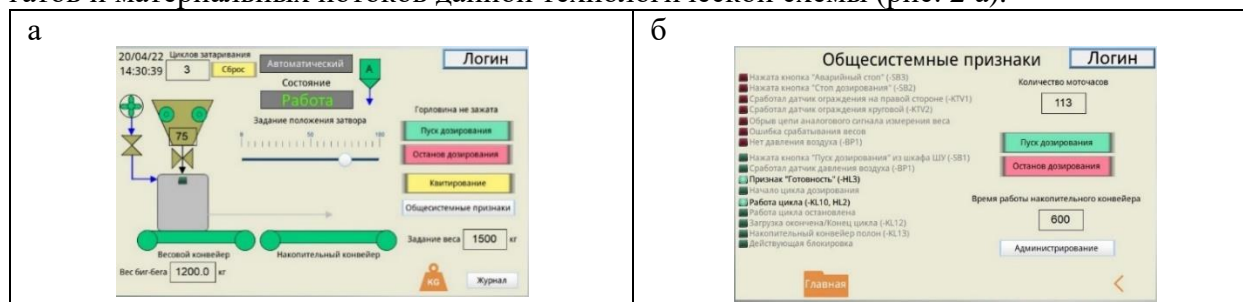 гатов и материальных потоков данной технологической схемы (рис. 2 а).
а
20/04/22 Циклов затаривания
14:30:39 3 Сброс
Автоматический
Состояние
Работа
А
Логин
Горловина не зажата
Задание положения затвора
0 50 100
75
Пуск дозирования
Останов дозирования
Квитирование
Общесистемные признаки
Задание веса 1500 кг
Весовой конвейер
Накопительный конвейер
Вес биг-бега 1200.0 кг
KG
Журнал
б
Общесистемные признаки
Логин
Нажата кнопка "Аварийный стоп" (-SB3)
Нажата кнопка "Стоп дозирования" (-SB2)
Сработал датчик ограждения на правой стороне (-KTV1)
Сработал датчик ограждения круговой (-KTV2)
Обрыв цепи аналогового сигнала измерения веса
Ошибка срабатывания весов
Нет давления воздуха (-BP1)
Нажата кнопка "Пуск дозирования" из шкафа ШУ (-SB1)
Сработал датчик давления воздуха (-BP1)
Признак "Готовность" (-HL3)
Начало цикла дозирования
Работа цикла (-KL10, HL2)
Работа цикла остановлена
Загрузка окончена/Конец цикла (-KL12)
Накопительный конвейер полон (-KL13)
Действующая блокировка
Количество моточасов
113
Пуск дозирования
Останов дозирования
Время работы накопительного конвейера
600
Администрирование
Главная